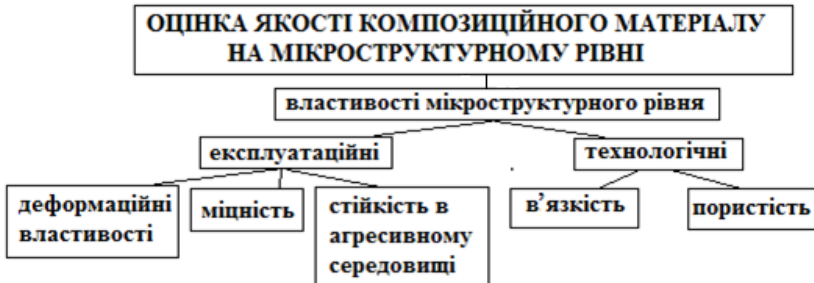 ОЦІНКА ЯКОСТІ КОМПОЗИЦІЙНОГО МАТЕРІАЛУ
НА МІКРОСТРУКТУРНОМУ РІВНІ
властивості мікроструктурного рівня
експлуатаційні
технологічні
деформаційні
властивості
міцність
стійкість в
агресивному
середовищі
в’язкість
пористість